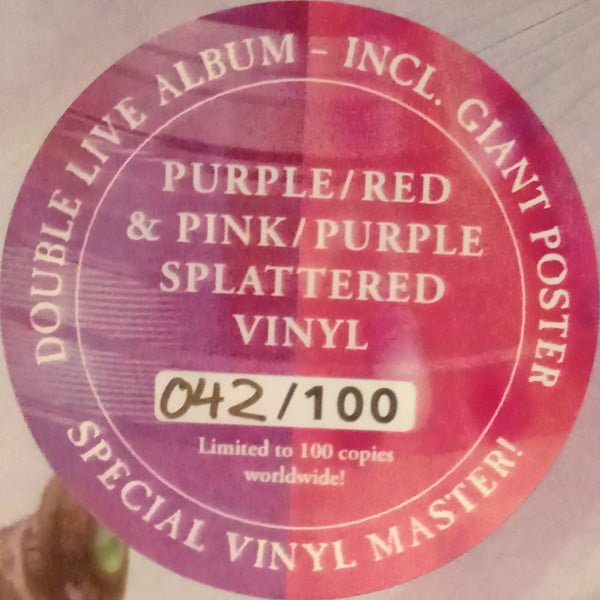 DOUBLE LIVE ALBUM - INCL. GIANT POSTER
PURPLE/RED
& PINK/PURPLE
SPLATTERED
VINYL
042/100
Limited to 100 copies
worldwide!
SPECIAL VINYL MASTER!